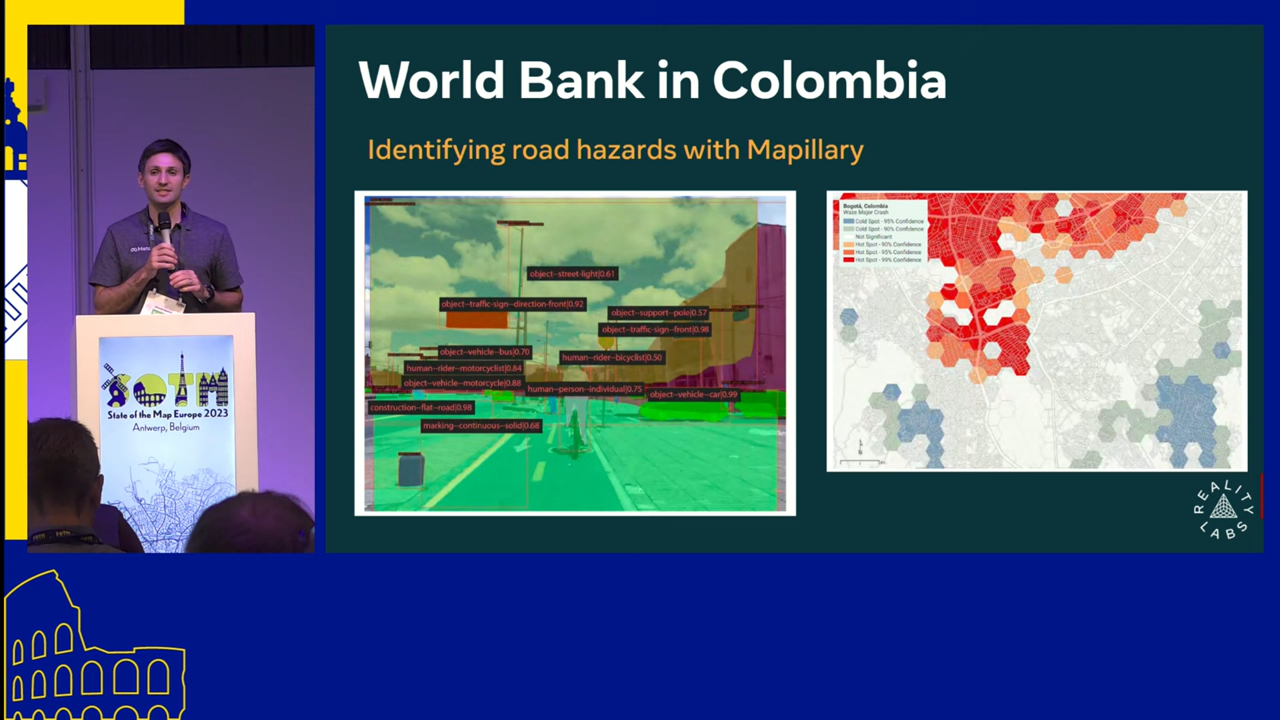 World Bank in Colombia
Identifying road hazards with Mapillary
object--street-light|0.61
object--traffic-sign--direction-front|0.92
object--support-pole|0.57
object--traffic-sign--front|0.98
object--vehicle--bus|0.70
human--rider--bicyclist|0.50
human--rider--motorcyclist|0.84
object--vehicle--motorcycle|0.88
human--person--individual|0.75
object--vehicle--car|0.99
construction--flat--road|0.98
marking--continuous--solid|0.68
Bogotá, Colombia
Waze Major Crash
Cold Spot - 95% Confidence
Cold Spot - 90% Confidence
Not Significant
Hot Spot - 90% Confidence
Hot Spot - 95% Confidence
Hot Spot - 99% Confidence
REALITY LABS
Meta
SOTM
State of the Map Europe 2023
Antwerp, Belgium